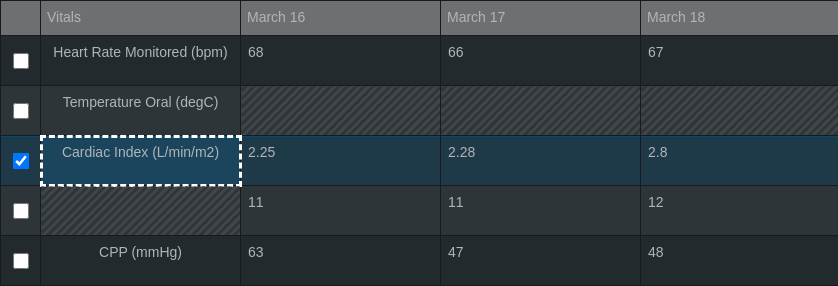 Vitals March 16 March 17 March 18
Heart Rate Monitored (bpm) 68 66 67
Temperature Oral (degC)
Cardiac Index (L/min/m2) 2.25 2.28 2.8
11 11 12
CPP (mmHg) 63 47 48